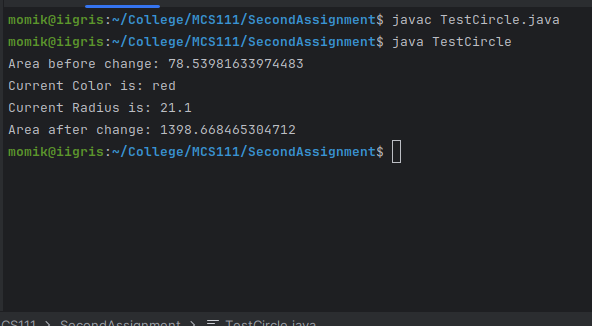 momik@iigris:~/College/MCS111/SecondAssignment$ javac TestCircle.java
momik@iigris:~/College/MCS111/SecondAssignment$ java TestCircle
Area before change: 78.53981633974483
Current Color is: red
Current Radius is: 21.1
Area after change: 1398.668465304712
momik@iigris:~/College/MCS111/SecondAssignment$
CS111 > SecondAssignment > TestCircle.java